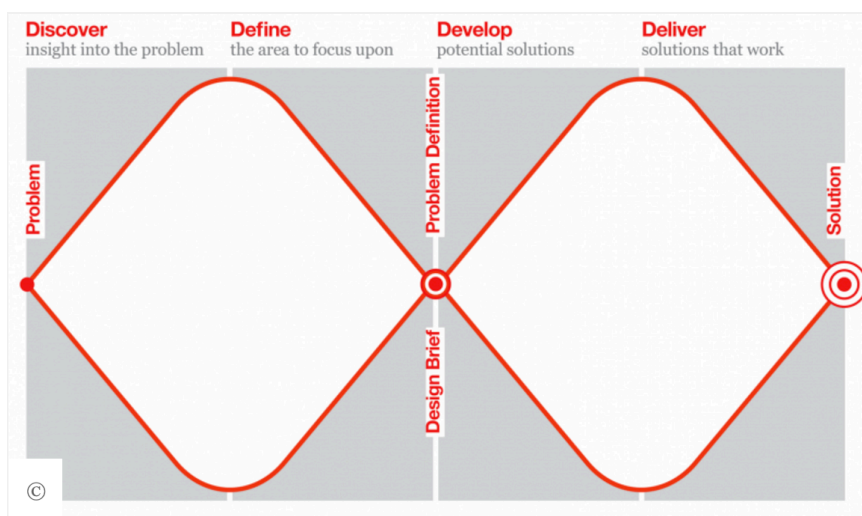 Discover
insight into the problem
Define
the area to focus upon
Develop
potential solutions
Deliver
solutions that work
Problem
Problem Definition
Design Brief
Solution
©